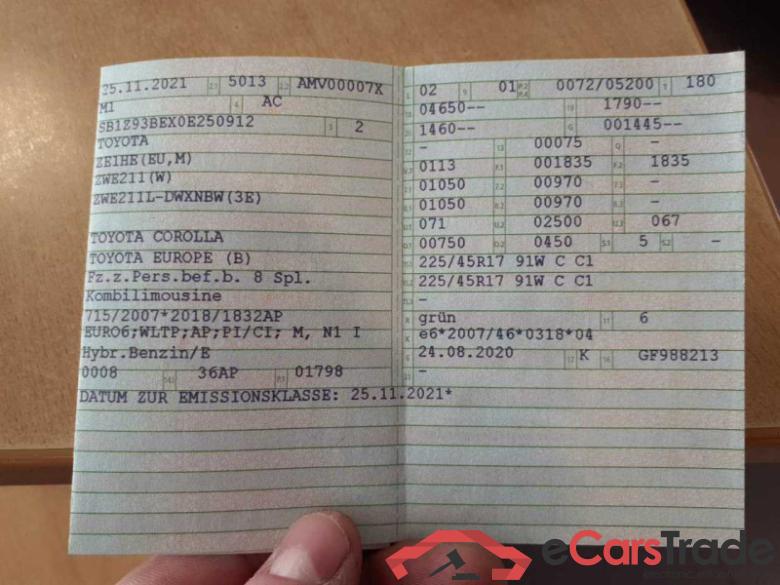 25.11.2021 5013 AMV00007X
M1 AC
SB1Z93BEX0E250912 2
TOYOTA
ZEIHE(EU,M)
ZWE211(W)
ZWE211L-DWXNBW(3E)
TOYOTA COROLLA
TOYOTA EUROPE (B)
Fz.z.Pers.bef.b. 8 Spl.
Kombilimousine
715/2007*2018/1832AP
EURO6;WLTP;AP;PI/CI; M, N1 I
Hybr.Benzin/E
0008 36AP 01798
DATUM ZUR EMISSIONSKLASSE: 25.11.2021*
02 01 0072/05200 180
04650-- 1790--
1460-- 001445--
- 00075 -
0113 001835 1835
01050 00970 -
01050 00970 -
071 02500 067
00750 0450 5 -
225/45R17 91W C C1
225/45R17 91W C C1
-
grün 6
e6*2007/46*0318*04
24.08.2020 K GF988213
-
eCarsTrade